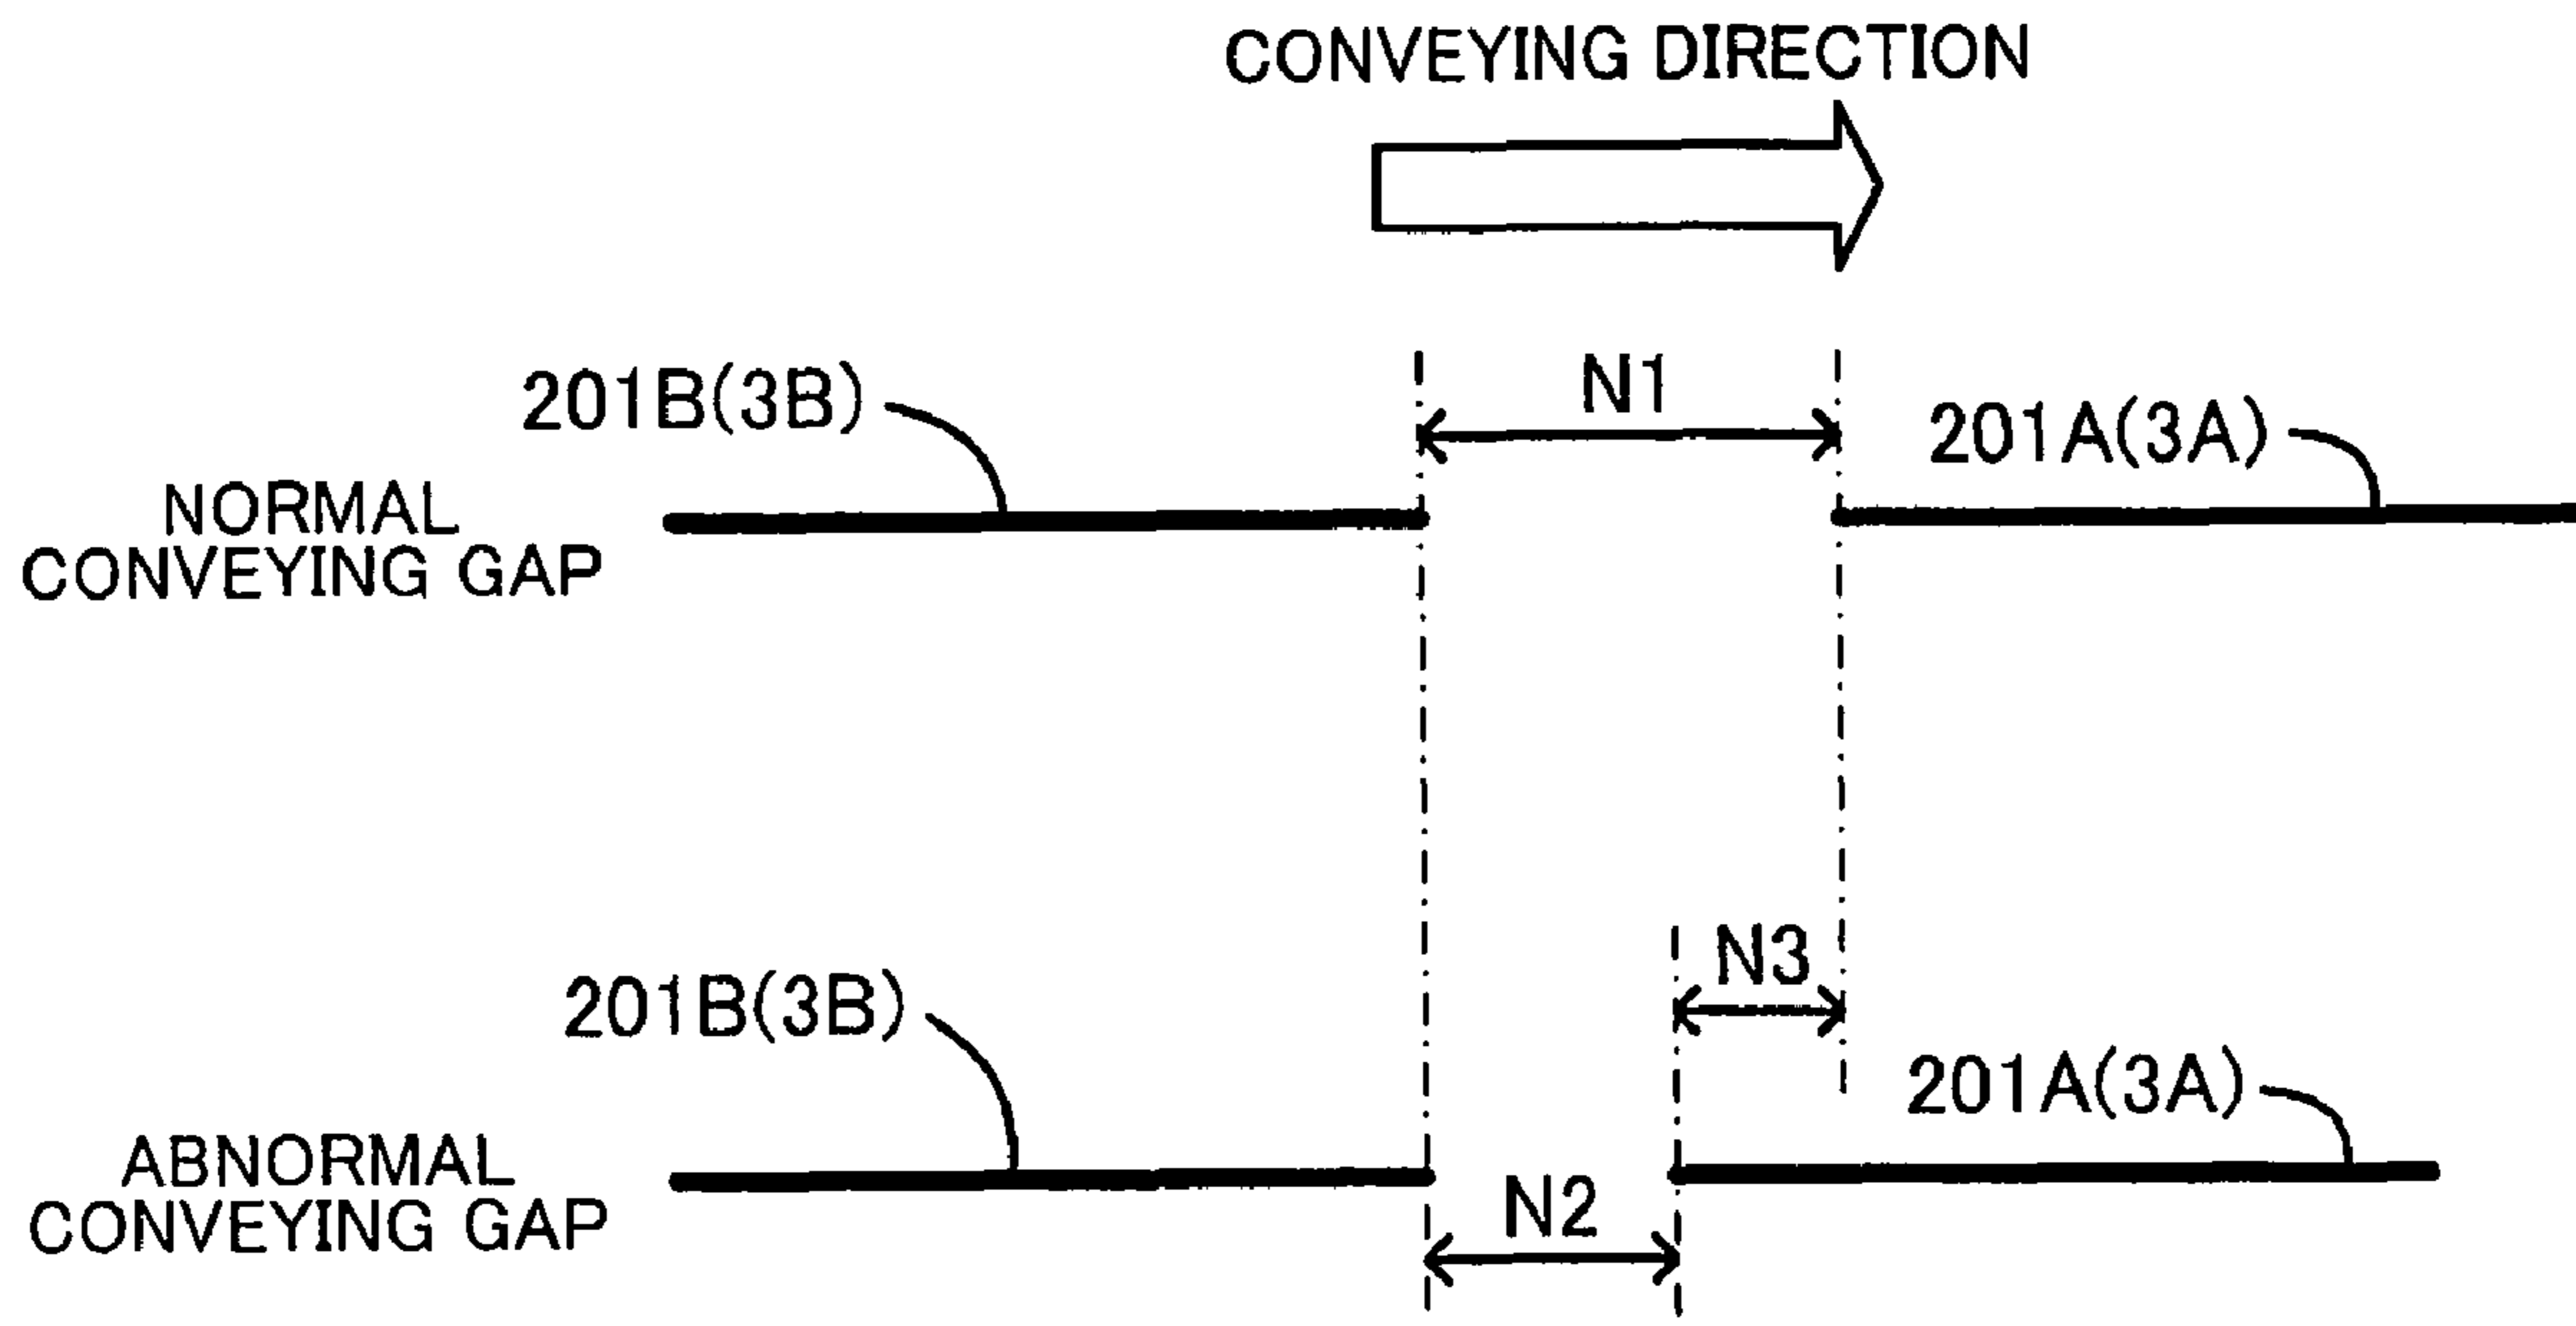 CONVEYING DIRECTION
N1
201B(3B)
201A(3A)
NORMAL
CONVEYING GAP
N3
201B(3B)
201A(3A)
ABNORMAL
CONVEYING GAP
N2